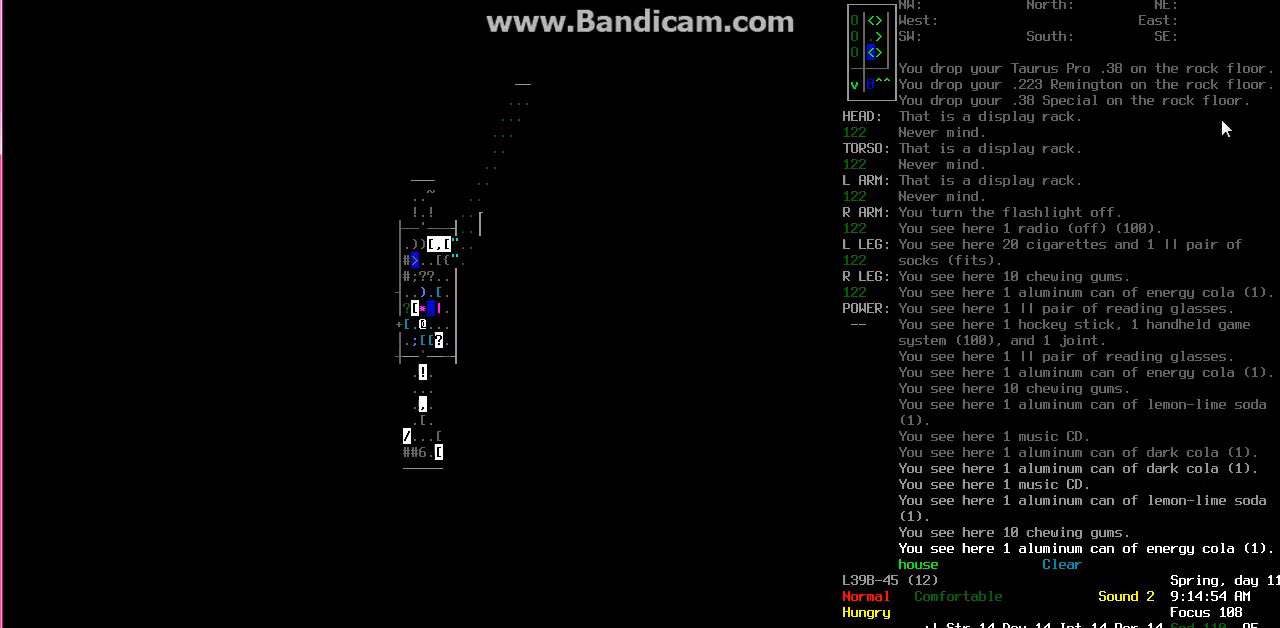 www.Bandicam.com
NW: North: NE:
West: East:
SW: South: SE:
You drop your Taurus Pro .38 on the rock floor.
You drop your .223 Remington on the rock floor.
You drop your .38 Special on the rock floor.
HEAD: That is a display rack.
122 Never mind.
TORSO: That is a display rack.
122 Never mind.
L ARM: That is a display rack.
122 Never mind.
R ARM: You turn the flashlight off.
122 You see here 1 radio (off) (100).
L LEG: You see here 20 cigarettes and 1 || pair of
122 socks (fits).
R LEG: You see here 10 chewing gums.
122 You see here 1 aluminum can of energy cola (1).
POWER: You see here 1 || pair of reading glasses.
-- You see here 1 hockey stick, 1 handheld game
system (100), and 1 joint.
You see here 1 || pair of reading glasses.
You see here 1 aluminum can of energy cola (1).
You see here 10 chewing gums.
You see here 1 aluminum can of lemon-lime soda
(1).
You see here 1 music CD.
You see here 1 aluminum can of dark cola (1).
You see here 1 aluminum can of dark cola (1).
You see here 1 music CD.
You see here 1 aluminum can of lemon-lime soda
(1).
You see here 10 chewing gums.
You see here 1 aluminum can of energy cola (1).
house Clear
L39B-45 (12) Spring, day 11
Normal Comfortable Sound 2 9:14:54 AM
Hungry Focus 108
Str 14 Dex 14 Int 14 Per 14 Spd 110 95